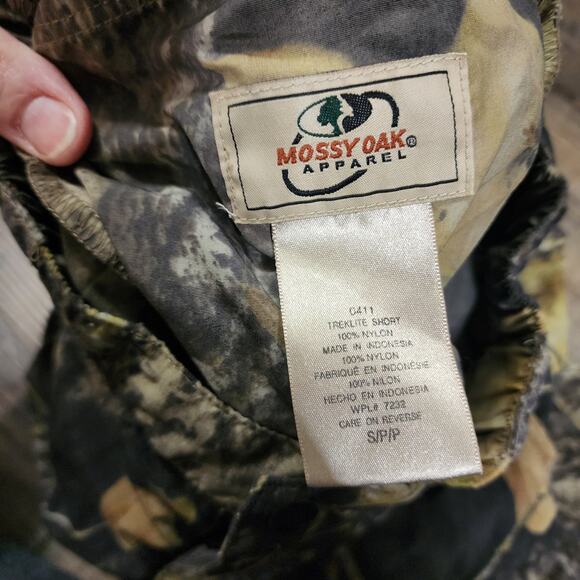 MOSSY OAK®
APPAREL
0411
TREKLITE SHORT
100% NYLON
MADE IN INDONESIA
100% NYLON
FABRIQUÉ EN INDONÉSIE
100% NILON
HECHO EN INDONESIA
WPL# 7232
CARE ON REVERSE
S/P/P